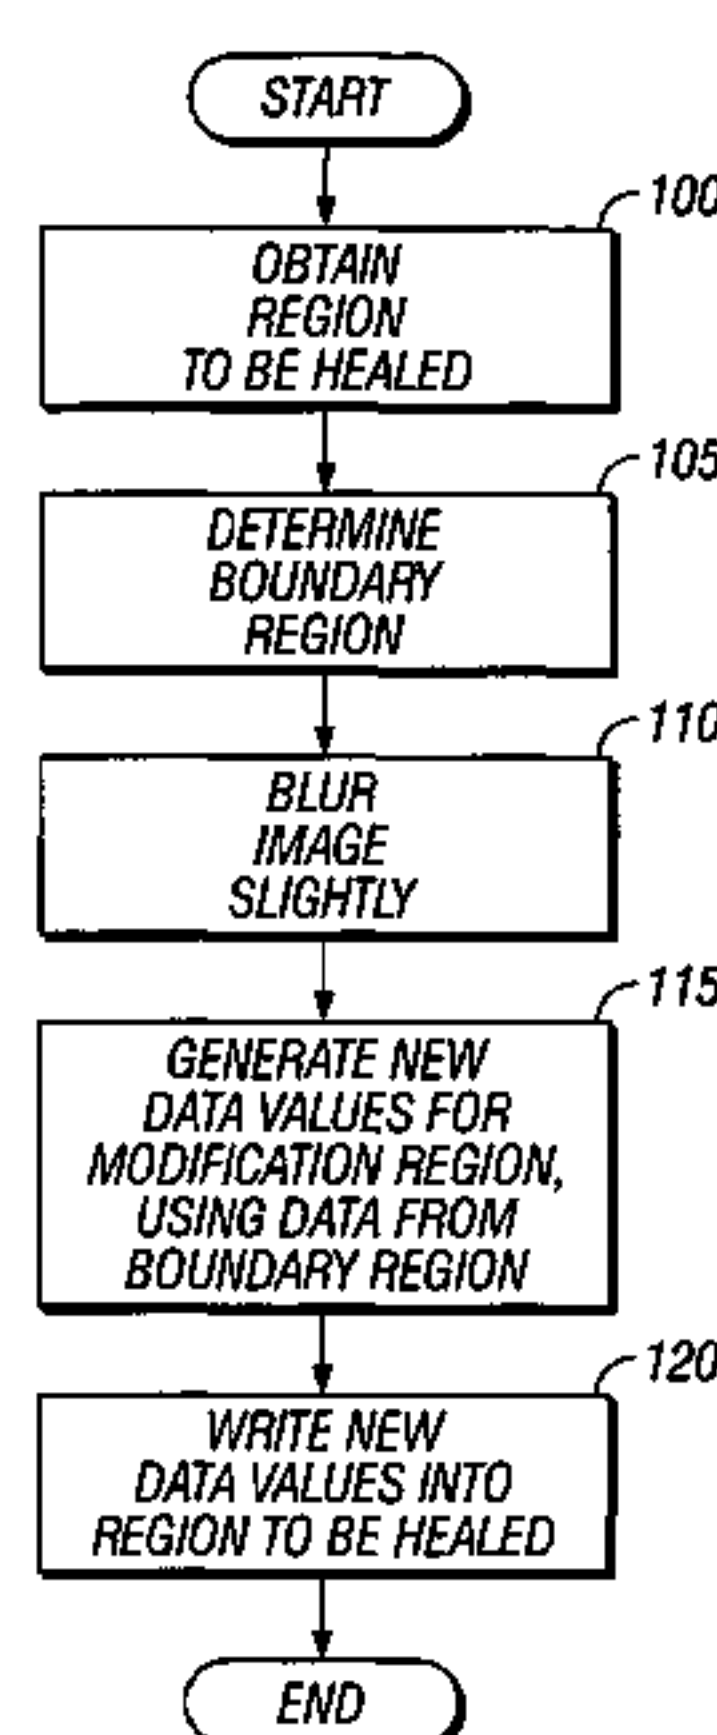 START
100
OBTAIN
REGION
TO BE HEALED
105
DETERMINE
BOUNDARY
REGION
110
BLUR
IMAGE
SLIGHTLY
115
GENERATE NEW
DATA VALUES FOR
MODIFICATION REGION,
USING DATA FROM
BOUNDARY REGION
120
WRITE NEW
DATA VALUES INTO
REGION TO BE HEALED
END